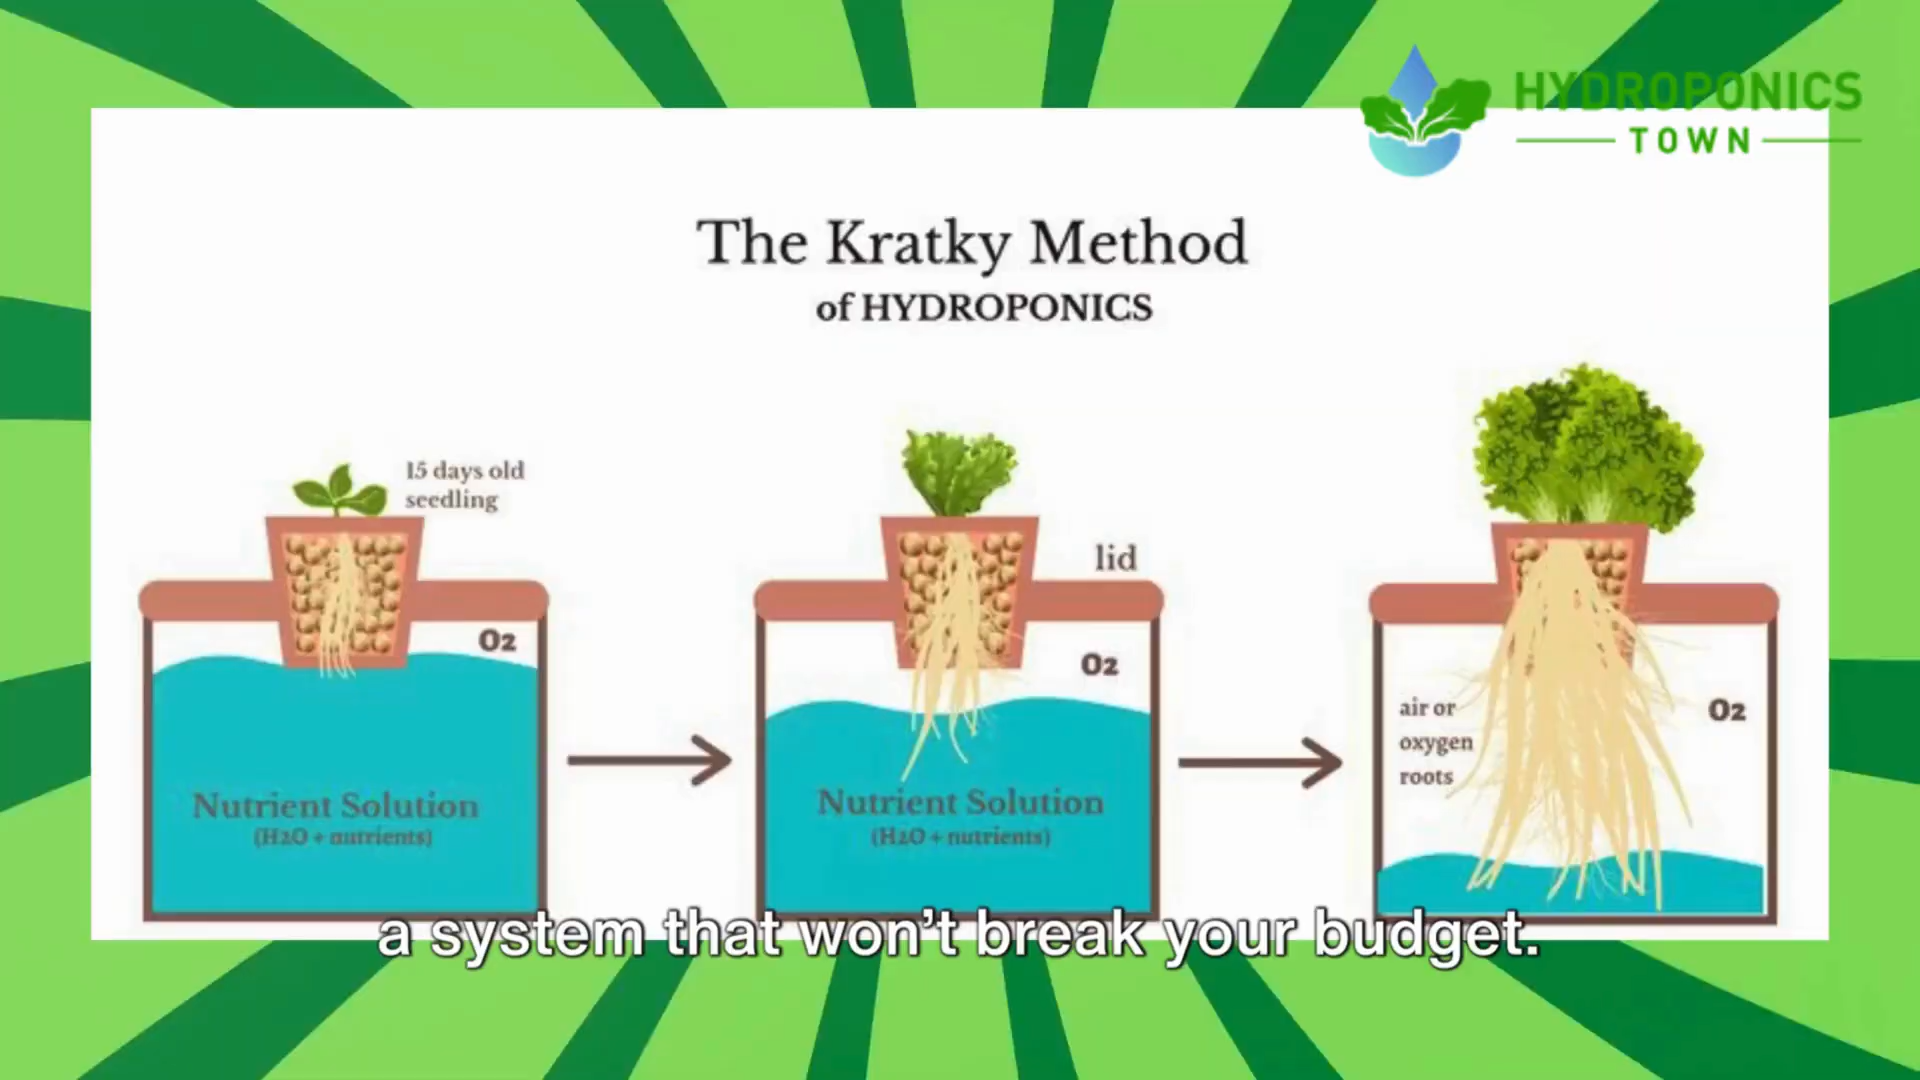 HYDROPONICS
TOWN
The Kratky Method
of HYDROPONICS
15 days old
seedling
lid
O2
O2
O2
air or
oxygen
roots
Nutrient Solution
(H2O + nutrients)
Nutrient Solution
(H2O + nutrients)
a system that won't break your budget.